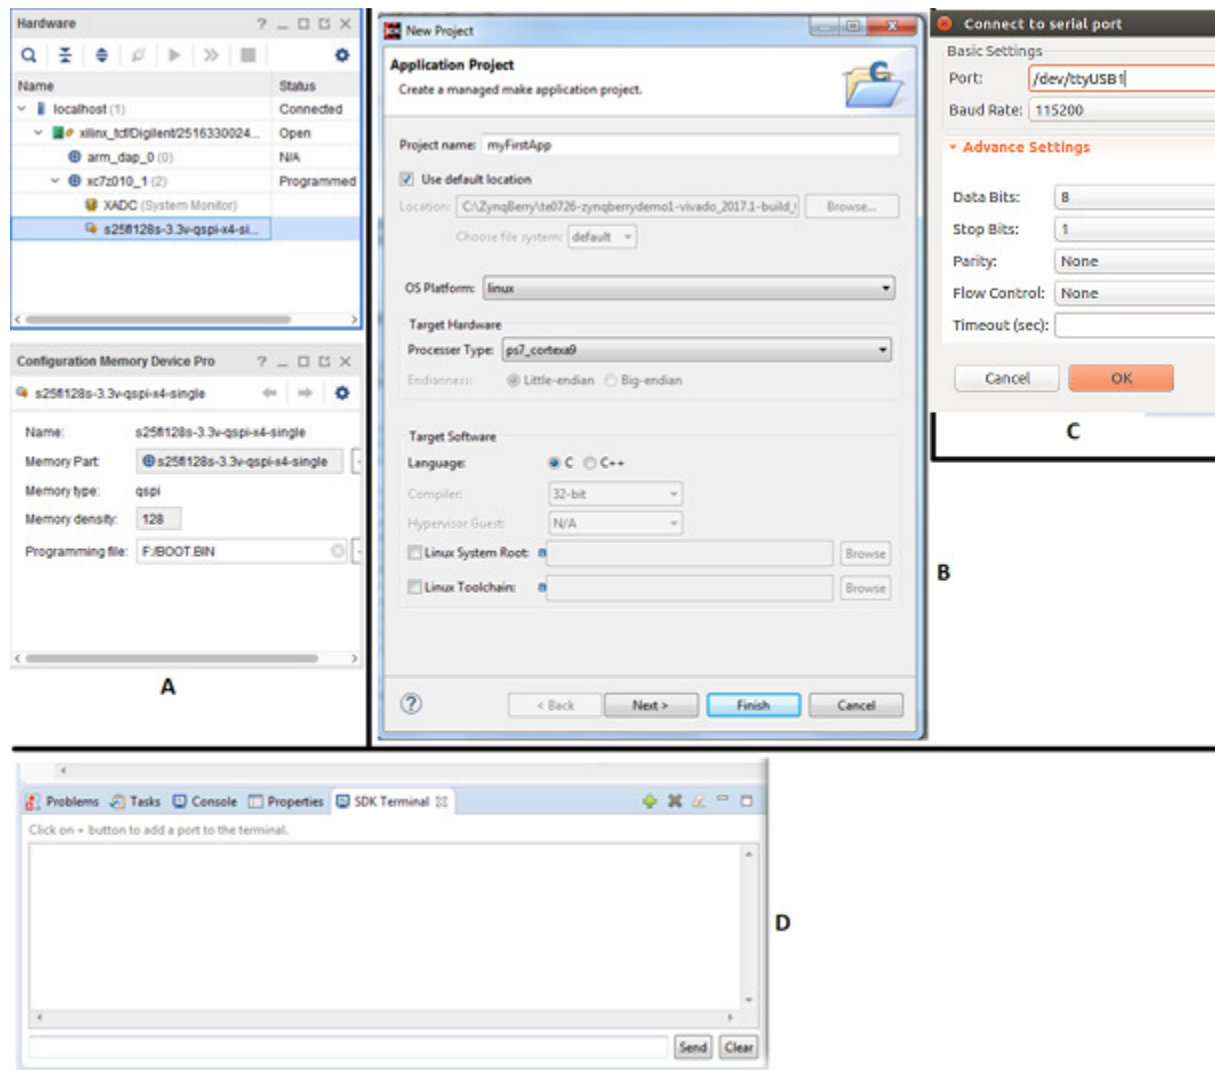 Hardware
Name Status
localhost (1) Connected
xilinx_tcf/Digilent/2516330024... Open
arm_dap_0 (0) N/A
xc7z010_1 (2) Programmed
XADC (System Monitor)
s25fl128s-3.3v-qspi-x4-si...
Configuration Memory Device Pro
s25fl128s-3.3v-qspi-x4-single
Name: s25fl128s-3.3v-qspi-x4-single
Memory Part: s25fl128s-3.3v-qspi-x4-single
Memory type: qspi
Memory density: 128
Programming file: F:/BOOT.BIN
A
New Project
Application Project
Create a managed make application project.
Project name: myFirstApp
Use default location
Location: C:\ZynqBerry\te0726-zynqberrydemo1-vivado_2017.1-build_ Browse...
Choose file system: default
OS Platform: linux
Target Hardware
Processer Type: ps7_cortexa9
Endianness: Little-endian Big-endian
Target Software
Language: C C++
Compiler: 32-bit
Hypervisor Guest: N/A
Linux System Root: Browse
Linux Toolchain: Browse
< Back Next > Finish Cancel
B
Connect to serial port
Basic Settings
Port: /dev/ttyUSB1
Baud Rate: 115200
Advance Settings
Data Bits: 8
Stop Bits: 1
Parity: None
Flow Control: None
Timeout (sec):
Cancel OK
C
Problems Tasks Console Properties SDK Terminal
Click on + button to add a port to the terminal.
Send Clear
D